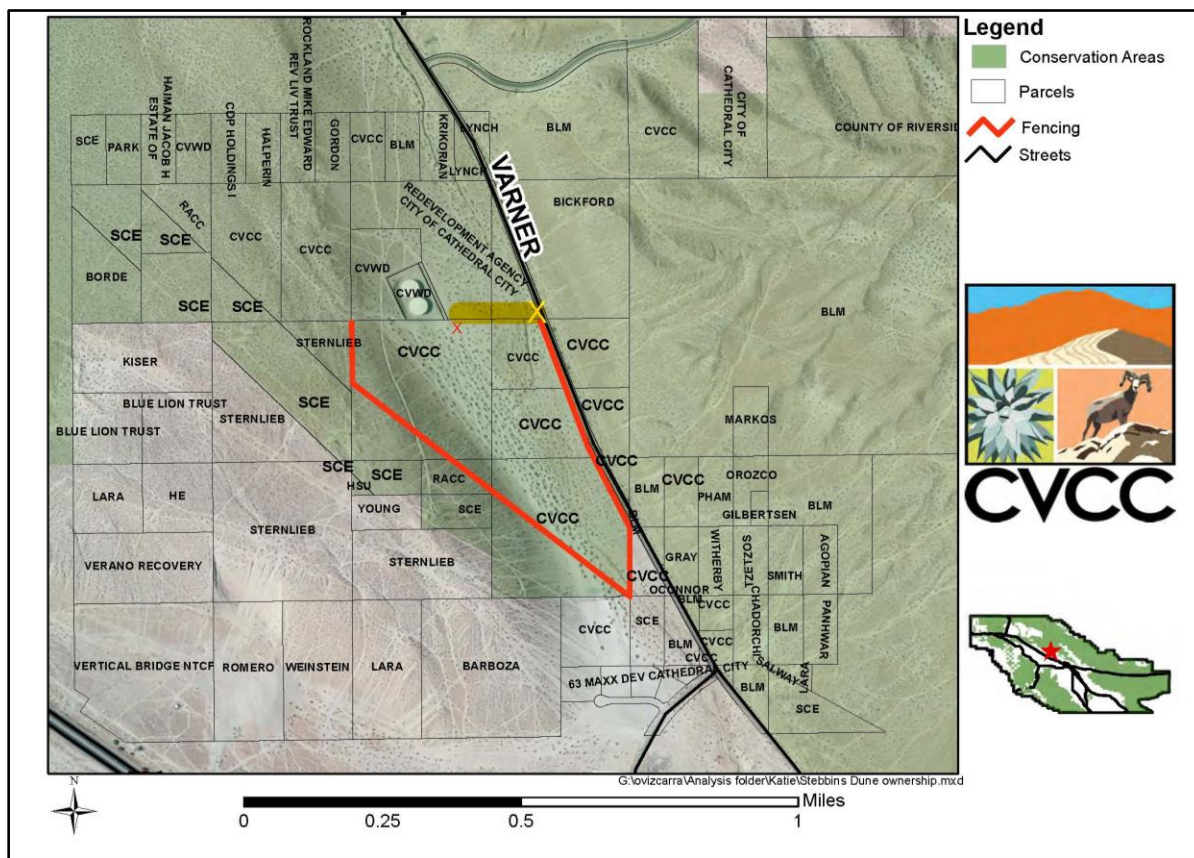 Legend
Conservation Areas
Parcels
Fencing
Streets
CVCC
SCE
PARK
HAIMAN JACOB H
ESTATE OF
CVWD
CDP HOLDINGS I
HALPERIN
ROCKLAND MIKE EDWARD
REV LIV TRUST
GORDON
CVCC
BLM
KRIKORIAN
LYNCH
LYNCH
BLM
CVCC
CITY OF
CATHEDRAL CITY
COUNTY OF RIVERSID
VARNER
RACC
SCE
SCE
CVCC
CVCC
REDEVELOPMENT AGENCY
CITY OF CATHEDRAL CITY
BICKFORD
BORDE
SCE
SCE
CVWD
CVWD
BLM
X
X
STERNLIEB
CVCC
CVCC
CVCC
KISER
SCE
BLUE LION TRUST
BLUE LION TRUST
STERNLIEB
CVCC
CVCC
MARKOS
SCE
SCE
HSU
RACC
CVCC
BLM
CVCC
OROZCO
PHAM
GILBERTSEN
BLM
LARA
HE
YOUNG
SCE
CVCC
BLM
STERNLIEB
VERANO RECOVERY
STERNLIEB
GRAY
WITHERBY
TZETZOS
SMITH
AGOPIAN
CVCC
OCONNOR
BLM
CVCC
CHADORCHI
BLM
PANHWAR
CVCC
SCE
BLM
CVCC
CVCC
VERTICAL BRIDGE NTCF
ROMERO
WEINSTEIN
LARA
BARBOZA
63 MAXX DEV CATHEDRAL CITY
SALWAY
LARA
BLM
SCE
G:\ovizcarra\Analysis folder\Katie\Stebbins Dune ownership.mxd
N
Miles
0 0.25 0.5 1